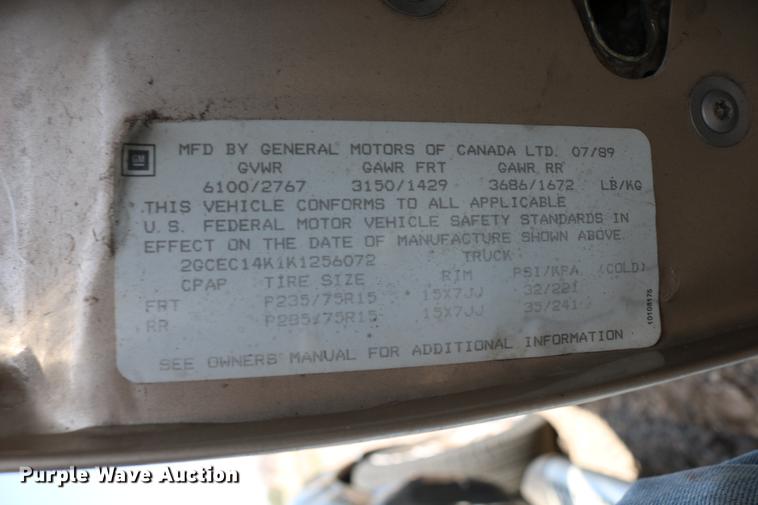 GM MFD BY GENERAL MOTORS OF CANADA LTD. 07/89
GVWR GAWR FRT GAWR RR
6100/2767 3150/1429 3686/1672 LB/KG
THIS VEHICLE CONFORMS TO ALL APPLICABLE
U.S. FEDERAL MOTOR VEHICLE SAFETY STANDARDS IN
EFFECT ON THE DATE OF MANUFACTURE SHOWN ABOVE.
2GCEC14K1K1256072 TRUCK
CPAP TIRE SIZE RIM PSI/KPA (COLD)
FRT P235/75R15 15X7JJ 32/221
RR P235/75R15 15X7JJ 35/241
SEE OWNERS' MANUAL FOR ADDITIONAL INFORMATION
10108175
Purple Wave Auction